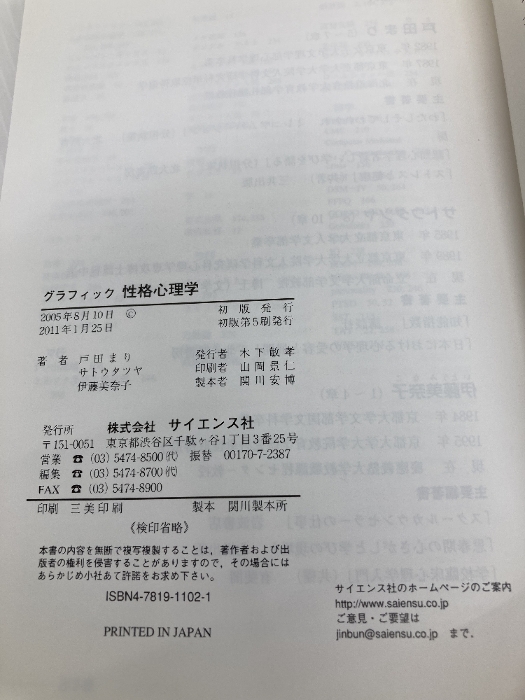 グラフィック 性格心理学
2005年8月10日 © 初版発行
2011年1月25日 初版第5刷発行
著者 戸田まり 発行者 木下敏孝
サトウタツヤ 印刷者 山岡景仁
伊藤美奈子 製本者 関川安博
発行所 株式会社 サイエンス社
〒151-0051 東京都渋谷区千駄ヶ谷1丁目3番25号
営業 ☎ (03) 5474-8500(代) 振替 00170-7-2387
編集 ☎ (03) 5474-8700(代)
FAX ☎ (03) 5474-8900
印刷 三美印刷 製本 関川製本所
《検印省略》
本書の内容を無断で複写複製することは,著作者および出
版者の権利を侵害することがありますので,その場合には
あらかじめ小社あて許諾をお求め下さい。
ISBN4-7819-1102-1
PRINTED IN JAPAN
サイエンス社のホームページのご案内
http://www.saiensu.co.jp
ご意見・ご要望は
jinbun@saiensu.co.jp まで.